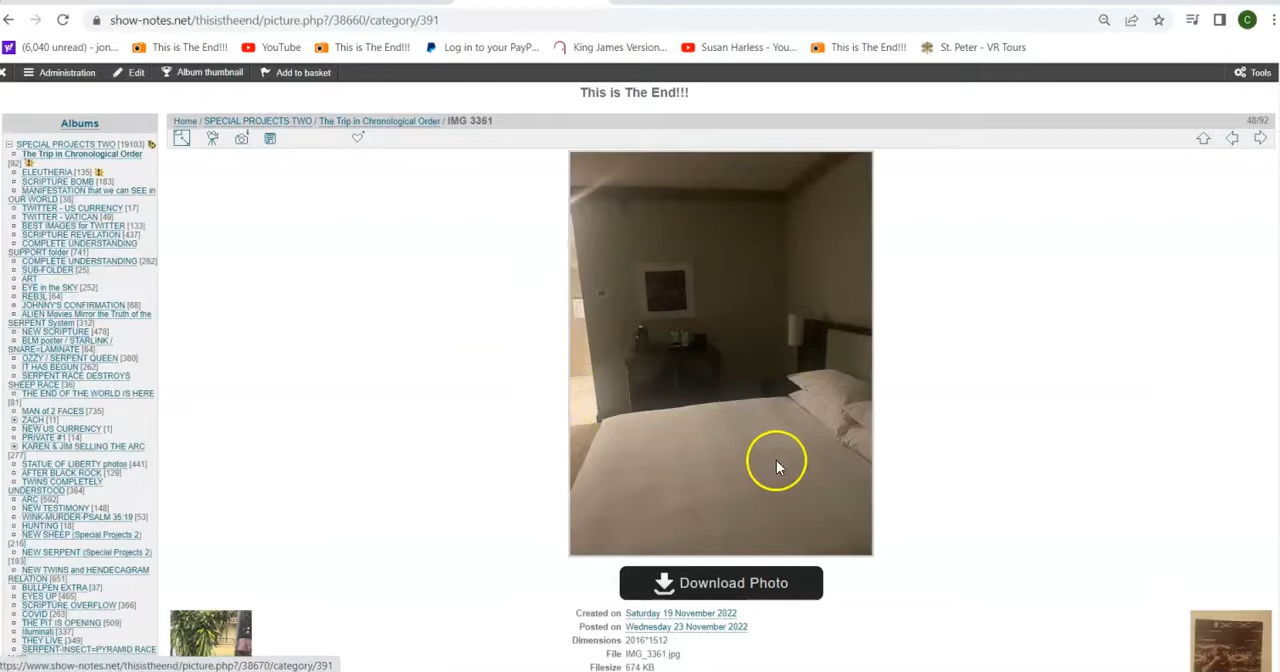 show-notes.net/thisistheend/picture.php?/38660/category/391
C
(6,040 unread) - jon...
This is The End!!!
YouTube
This is The End!!!
Log in to your PayP...
King James Version...
Susan Harless - You...
This is The End!!!
St. Peter - VR Tours
Administration
Edit
Album thumbnail
Add to basket
Tools
This is The End!!!
Albums
Home / SPECIAL PROJECTS TWO / The Trip in Chronological Order / IMG 3361
48/92
SPECIAL PROJECTS TWO [19103]
The Trip in Chronological Order
[92]
ELEUTHERIA [135]
SCRIPTURE BOMB [183]
MANIFESTATION that we can SEE in
OUR WORLD [38]
TWITTER - US CURRENCY [17]
TWITTER - VATICAN [49]
BEST IMAGES for TWITTER [133]
SCRIPTURE REVELATION [437]
COMPLETE UNDERSTANDING
SUPPORT folder [741]
COMPLETE UNDERSTANDING [262]
SUB-FOLDER [25]
ART
EYE in the SKY [252]
REB3L [64]
JOHNNY'S CONFIRMATION [68]
ALIEN Movies Mirror the Truth of the
SERPENT System [312]
NEW SCRIPTURE [478]
BLM poster / STARLINK /
SNARE=LAMINATE [64]
OZZY / SERPENT QUEEN [380]
IT HAS BEGUN [262]
SERPENT RACE DESTROYS
SHEEP RACE [36]
THE END OF THE WORLD IS HERE
[81]
MAN of 2 FACES [735]
ZACH [11]
NEW US CURRENCY [1]
PRIVATE #1 [14]
KAREN & JIM SELLING THE ARC
[277]
STATUE OF LIBERTY photos [441]
AFTER BLACK ROCK [129]
TWINS COMPLETELY
UNDERSTOOD [364]
ARC [592]
NEW TESTIMONY [148]
WINK-MURDER-PSALM 35:19 [53]
HUNTING [18]
NEW SHEEP (Special Projects 2)
[216]
NEW SERPENT (Special Projects 2)
[193]
NEW TWINS and HENDECAGRAM
RELATION [651]
BULLPEN EXTRA [37]
EYES UP [465]
SCRIPTURE OVERFLOW [366]
COVID [263]
THE PIT IS OPENING [509]
Illuminati [337]
THEY LIVE [349]
SERPENT-INSECT=PYRAMID RACE
Download Photo
Created on Saturday 19 November 2022
Posted on Wednesday 23 November 2022
Dimensions 2016*1512
File IMG_3361.jpg
Filesize 674 KB
https://www.show-notes.net/thisistheend/picture.php?/38670/category/391